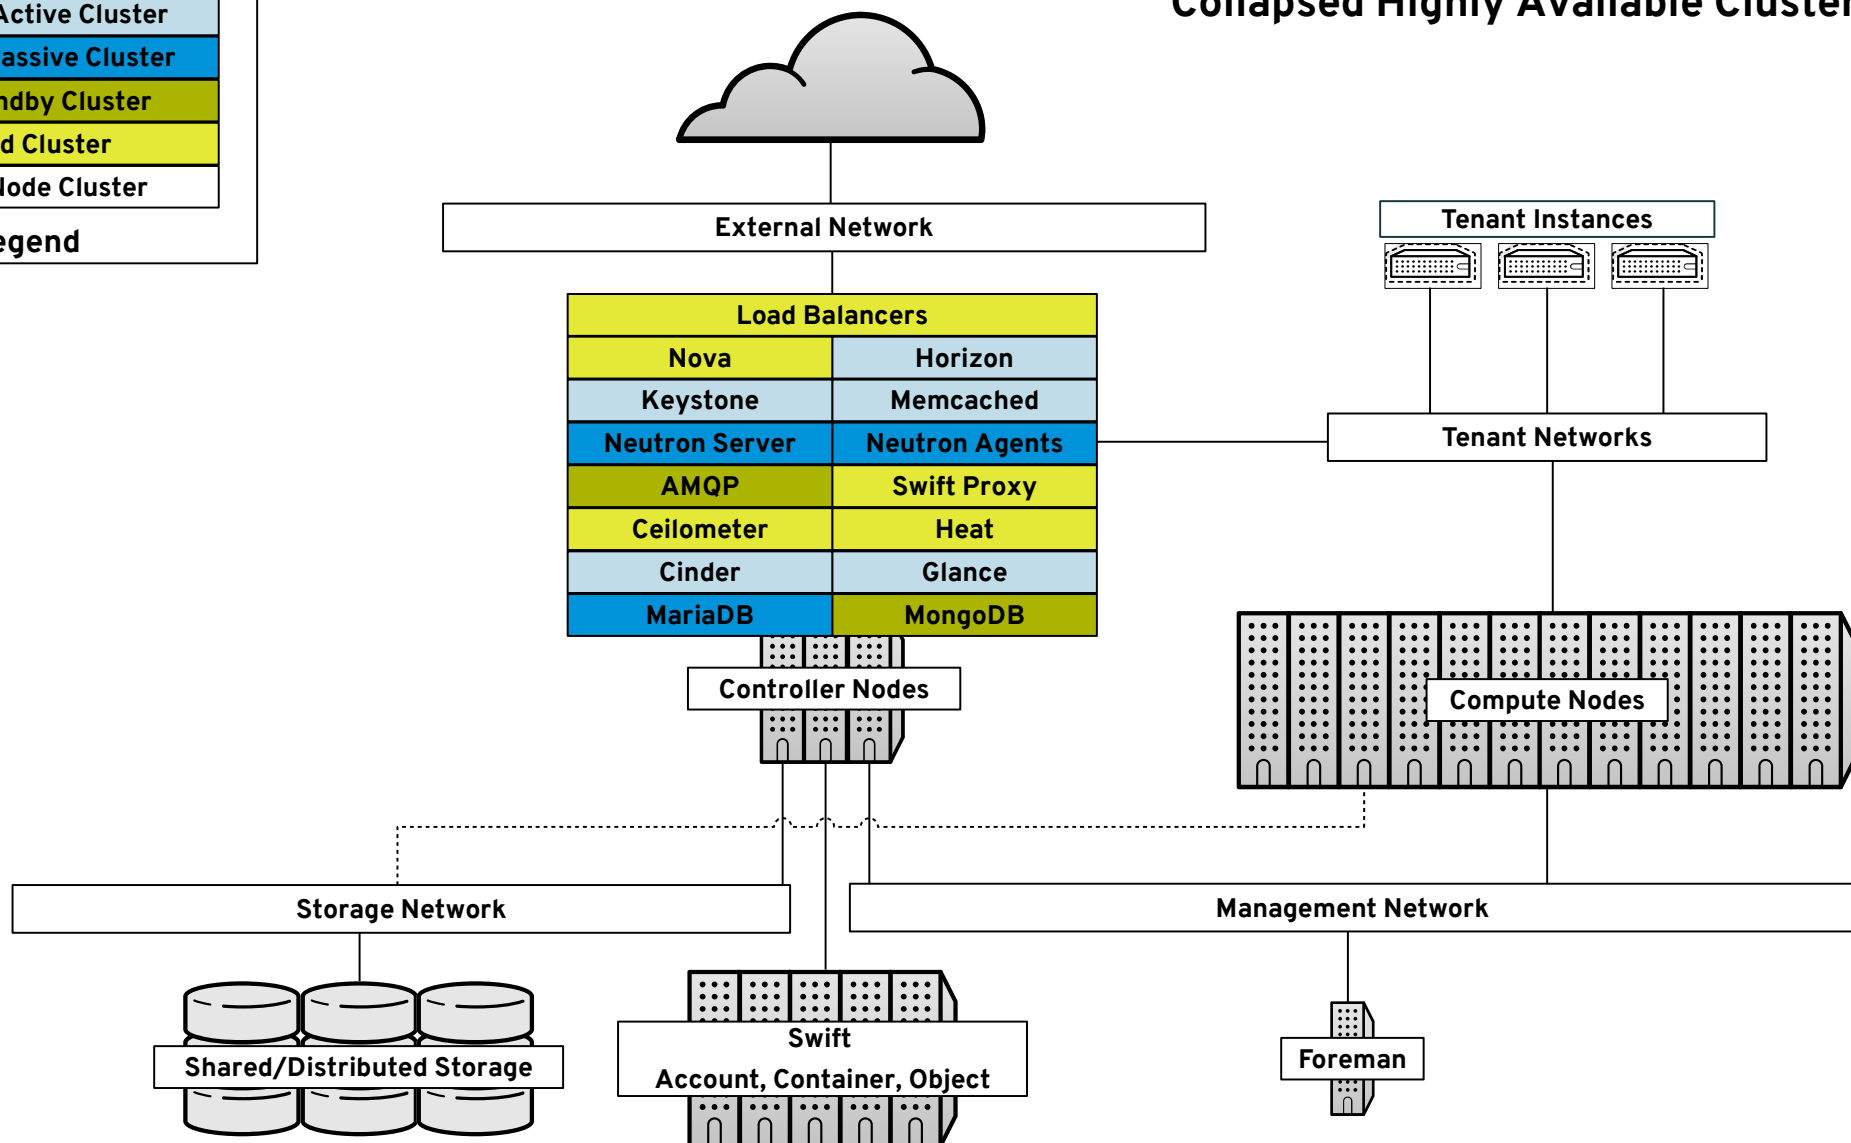 Collapsed Highly Available Cluster
Active Cluster
assive Cluster
ndby Cluster
d Cluster
Node Cluster
egend
External Network
Tenant Instances
Load Balancers
Nova
Horizon
Keystone
Memcached
Neutron Server
Neutron Agents
Tenant Networks
AMQP
Swift Proxy
Ceilometer
Heat
Cinder
Glance
MariaDB
MongoDB
Controller Nodes
Compute Nodes
Storage Network
Management Network
Shared/Distributed Storage
Swift
Account, Container, Object
Foreman